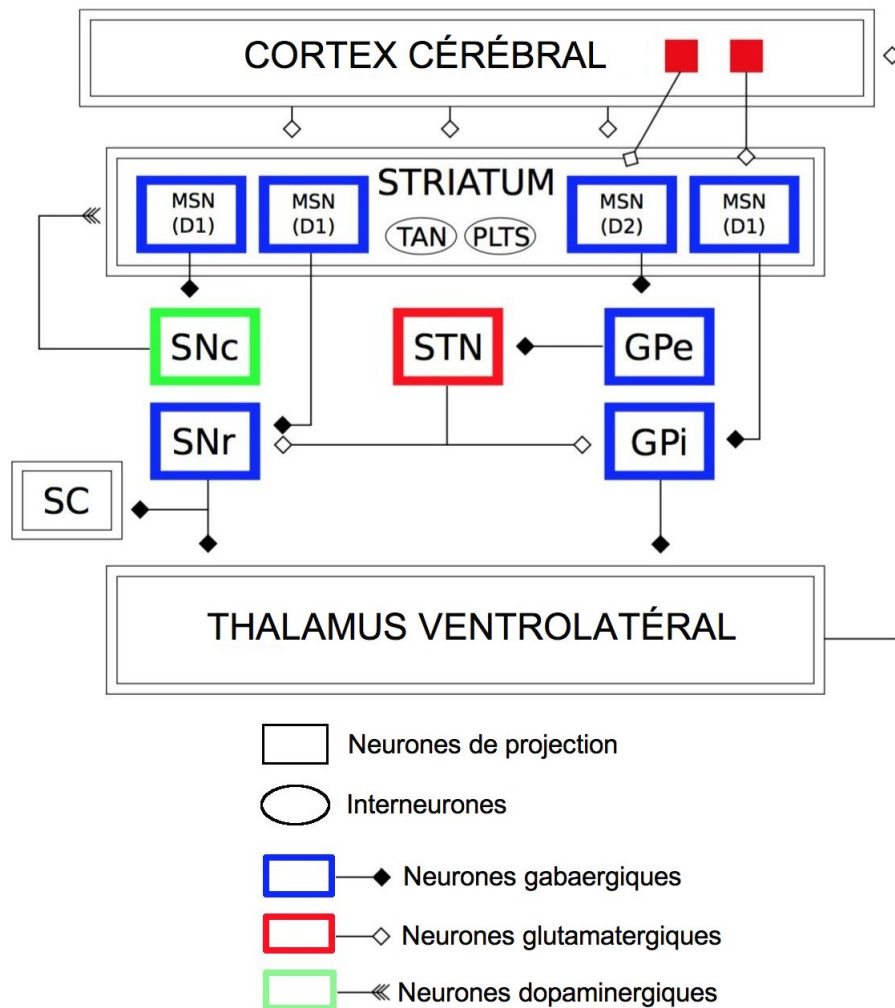 CORTEX CÉRÉBRAL
STRIATUM
MSN
(D1)
MSN
(D1)
TAN
PLTS
MSN
(D2)
MSN
(D1)
SNc
STN
GPe
SNr
GPi
SC
THALAMUS VENTROLATÉRAL
Neurones de projection
Interneurones
Neurones gabaergiques
Neurones glutamatergiques
Neurones dopaminergiques